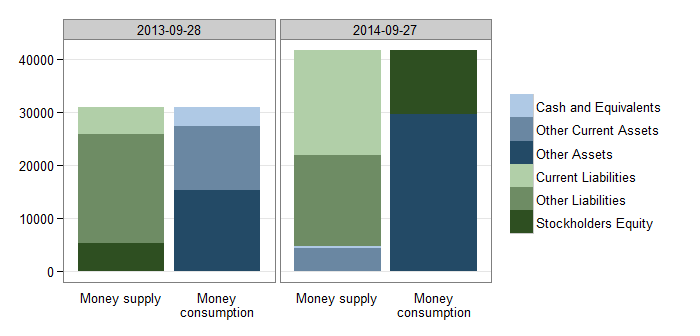 2013-09-28
2014-09-27
40000
30000
20000
10000
0
Money supply
Money
consumption
Money supply
Money
consumption
Cash and Equivalents
Other Current Assets
Other Assets
Current Liabilities
Other Liabilities
Stockholders Equity